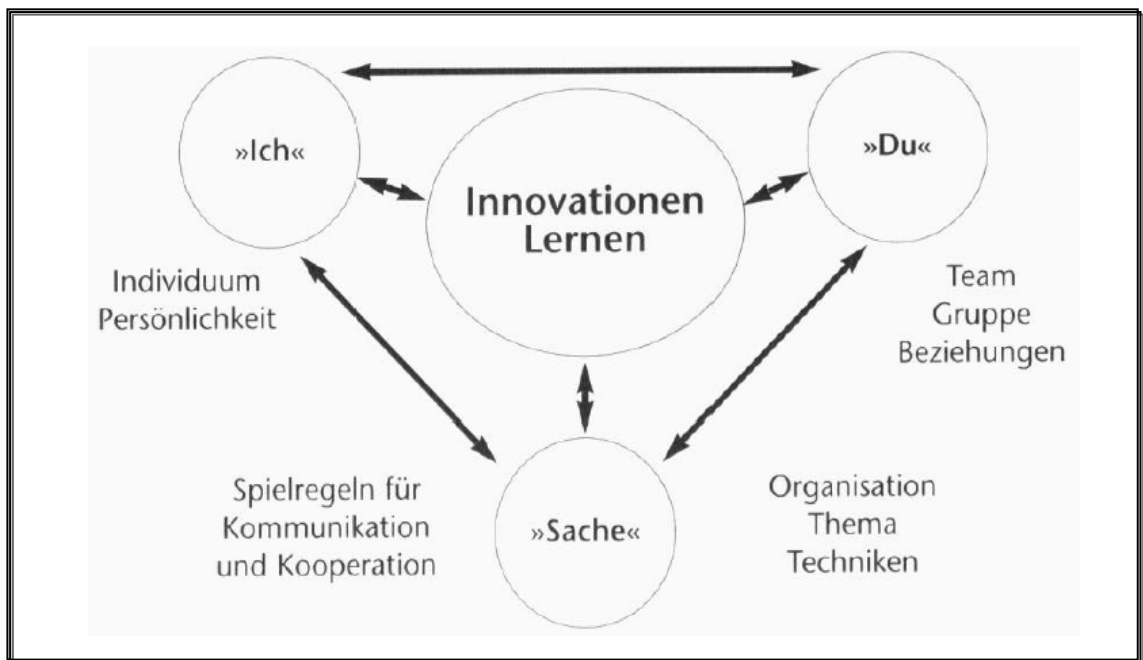 »Ich«
»Du«
Innovationen
Lernen
Individuum
Persönlichkeit
Team
Gruppe
Beziehungen
Spielregeln für
Kommunikation
und Kooperation
»Sache«
Organisation
Thema
Techniken